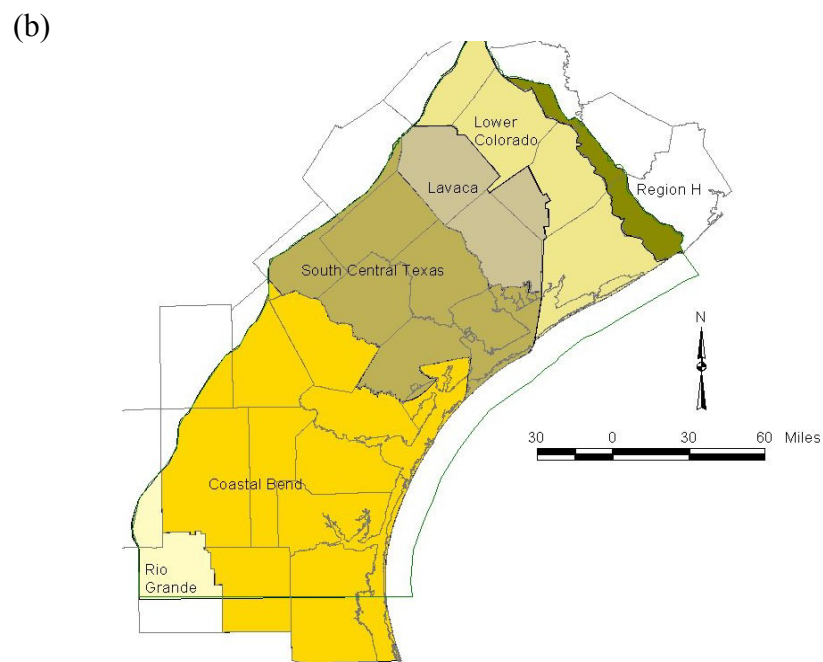 (b)
Lower
Colorado
Lavaca
Region H
South Central Texas
N
30 0 30 60 Miles
Coastal Bend
Rio
Grande